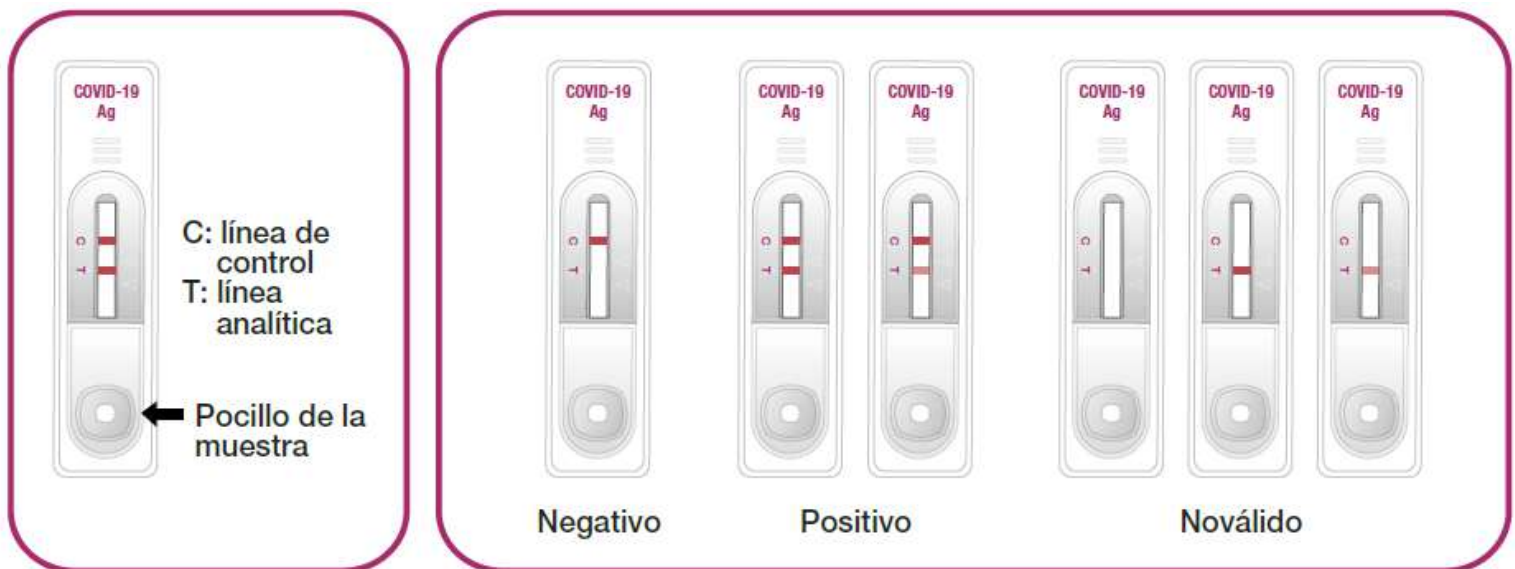 COVID-19
Ag
C
T
C: línea de
control
T: línea
analítica
Pocillo de la
muestra
COVID-19
Ag
C
T
Negativo
COVID-19
Ag
C
T
COVID-19
Ag
C
T
Positivo
COVID-19
Ag
C
T
COVID-19
Ag
C
T
COVID-19
Ag
C
T
Noválido